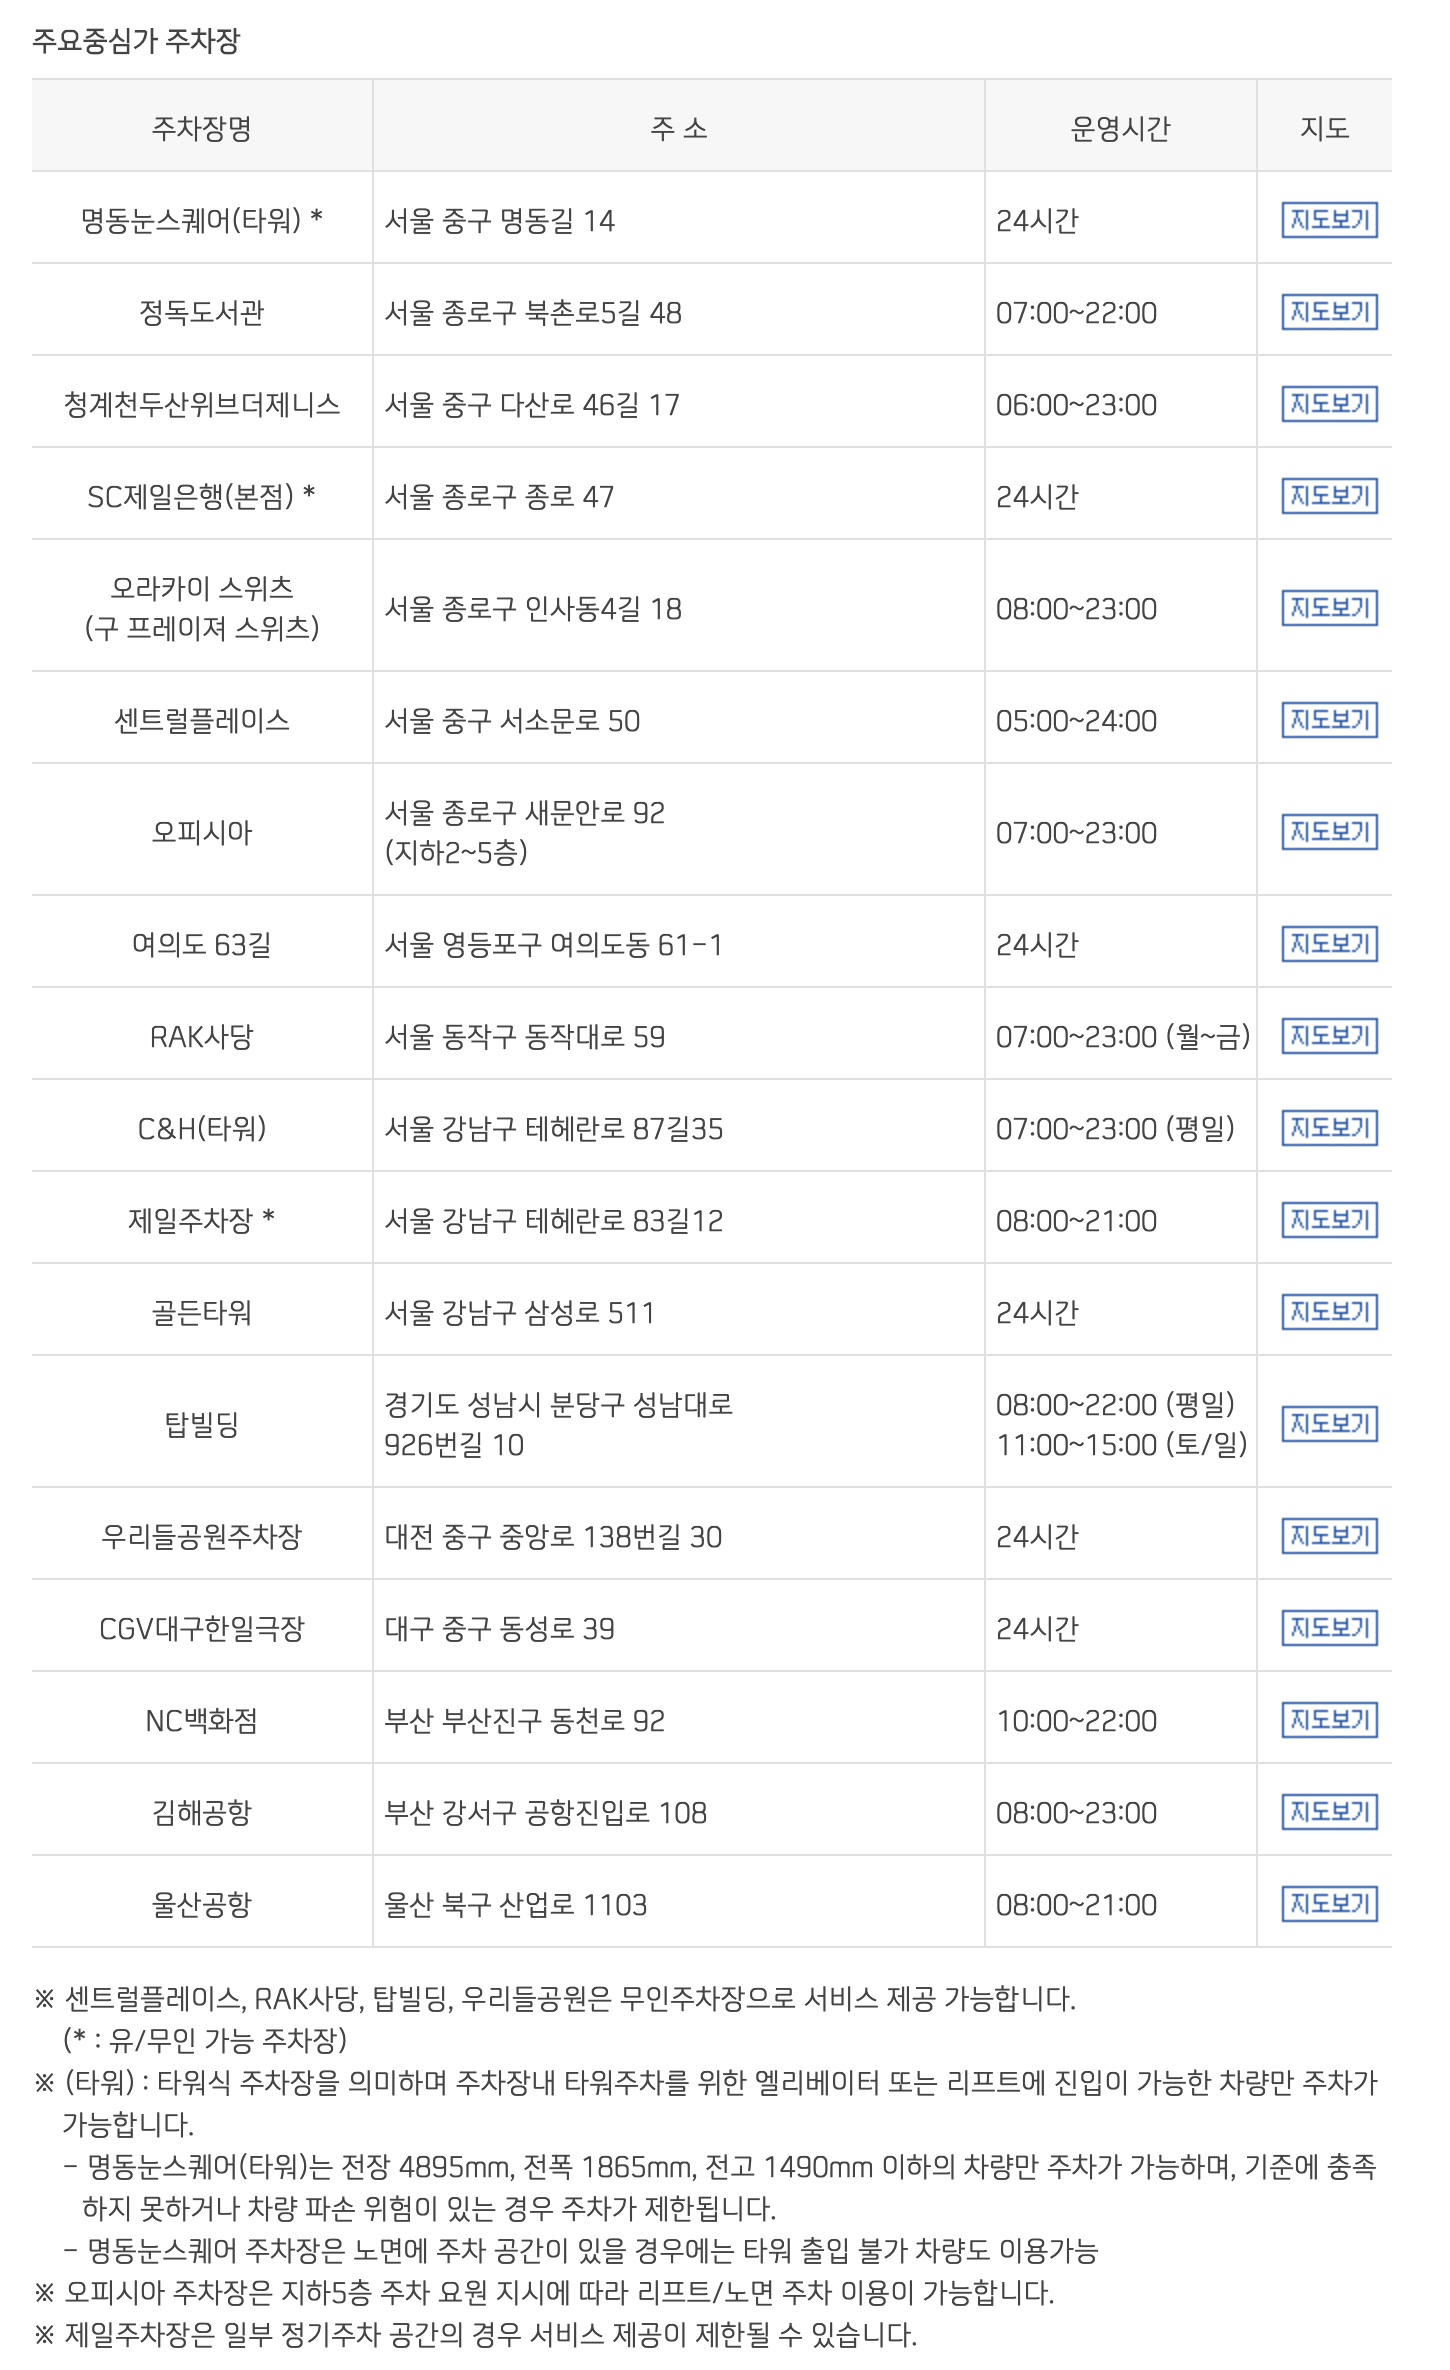 주요중심가 주차장
주차장명 주 소 운영시간 지도
명동눈스퀘어(타워) * 서울 중구 명동길 14 24시간 지도보기
정독도서관 서울 종로구 북촌로5길 48 07:00~22:00 지도보기
청계천두산위브더제니스 서울 중구 다산로 46길 17 06:00~23:00 지도보기
SC제일은행(본점) * 서울 종로구 종로 47 24시간 지도보기
오라카이 스위츠
(구 프레이져 스위츠) 서울 종로구 인사동4길 18 08:00~23:00 지도보기
센트럴플레이스 서울 중구 서소문로 50 05:00~24:00 지도보기
오피시아 서울 종로구 새문안로 92
(지하2~5층) 07:00~23:00 지도보기
여의도 63길 서울 영등포구 여의도동 61-1 24시간 지도보기
RAK사당 서울 동작구 동작대로 59 07:00~23:00 (월~금) 지도보기
C&H(타워) 서울 강남구 테헤란로 87길35 07:00~23:00 (평일) 지도보기
제일주차장 * 서울 강남구 테헤란로 83길12 08:00~21:00 지도보기
골든타워 서울 강남구 삼성로 511 24시간 지도보기
탑빌딩 경기도 성남시 분당구 성남대로
926번길 10 08:00~22:00 (평일)
11:00~15:00 (토/일) 지도보기
우리들공원주차장 대전 중구 중앙로 138번길 30 24시간 지도보기
CGV대구한일극장 대구 중구 동성로 39 24시간 지도보기
NC백화점 부산 부산진구 동천로 92 10:00~22:00 지도보기
김해공항 부산 강서구 공항진입로 108 08:00~23:00 지도보기
울산공항 울산 북구 산업로 1103 08:00~21:00 지도보기
※ 센트럴플레이스, RAK사당, 탑빌딩, 우리들공원은 무인주차장으로 서비스 제공 가능합니다.
(* : 유/무인 가능 주차장)
※ (타워) : 타워식 주차장을 의미하며 주차장내 타워주차를 위한 엘리베이터 또는 리프트에 진입이 가능한 차량만 주차가
가능합니다.
- 명동눈스퀘어(타워)는 전장 4895mm, 전폭 1865mm, 전고 1490mm 이하의 차량만 주차가 가능하며, 기준에 충족
하지 못하거나 차량 파손 위험이 있는 경우 주차가 제한됩니다.
- 명동눈스퀘어 주차장은 노면에 주차 공간이 있을 경우에는 타워 출입 불가 차량도 이용가능
※ 오피시아 주차장은 지하5층 주차 요원 지시에 따라 리프트/노면 주차 이용이 가능합니다.
※ 제일주차장은 일부 정기주차 공간의 경우 서비스 제공이 제한될 수 있습니다.